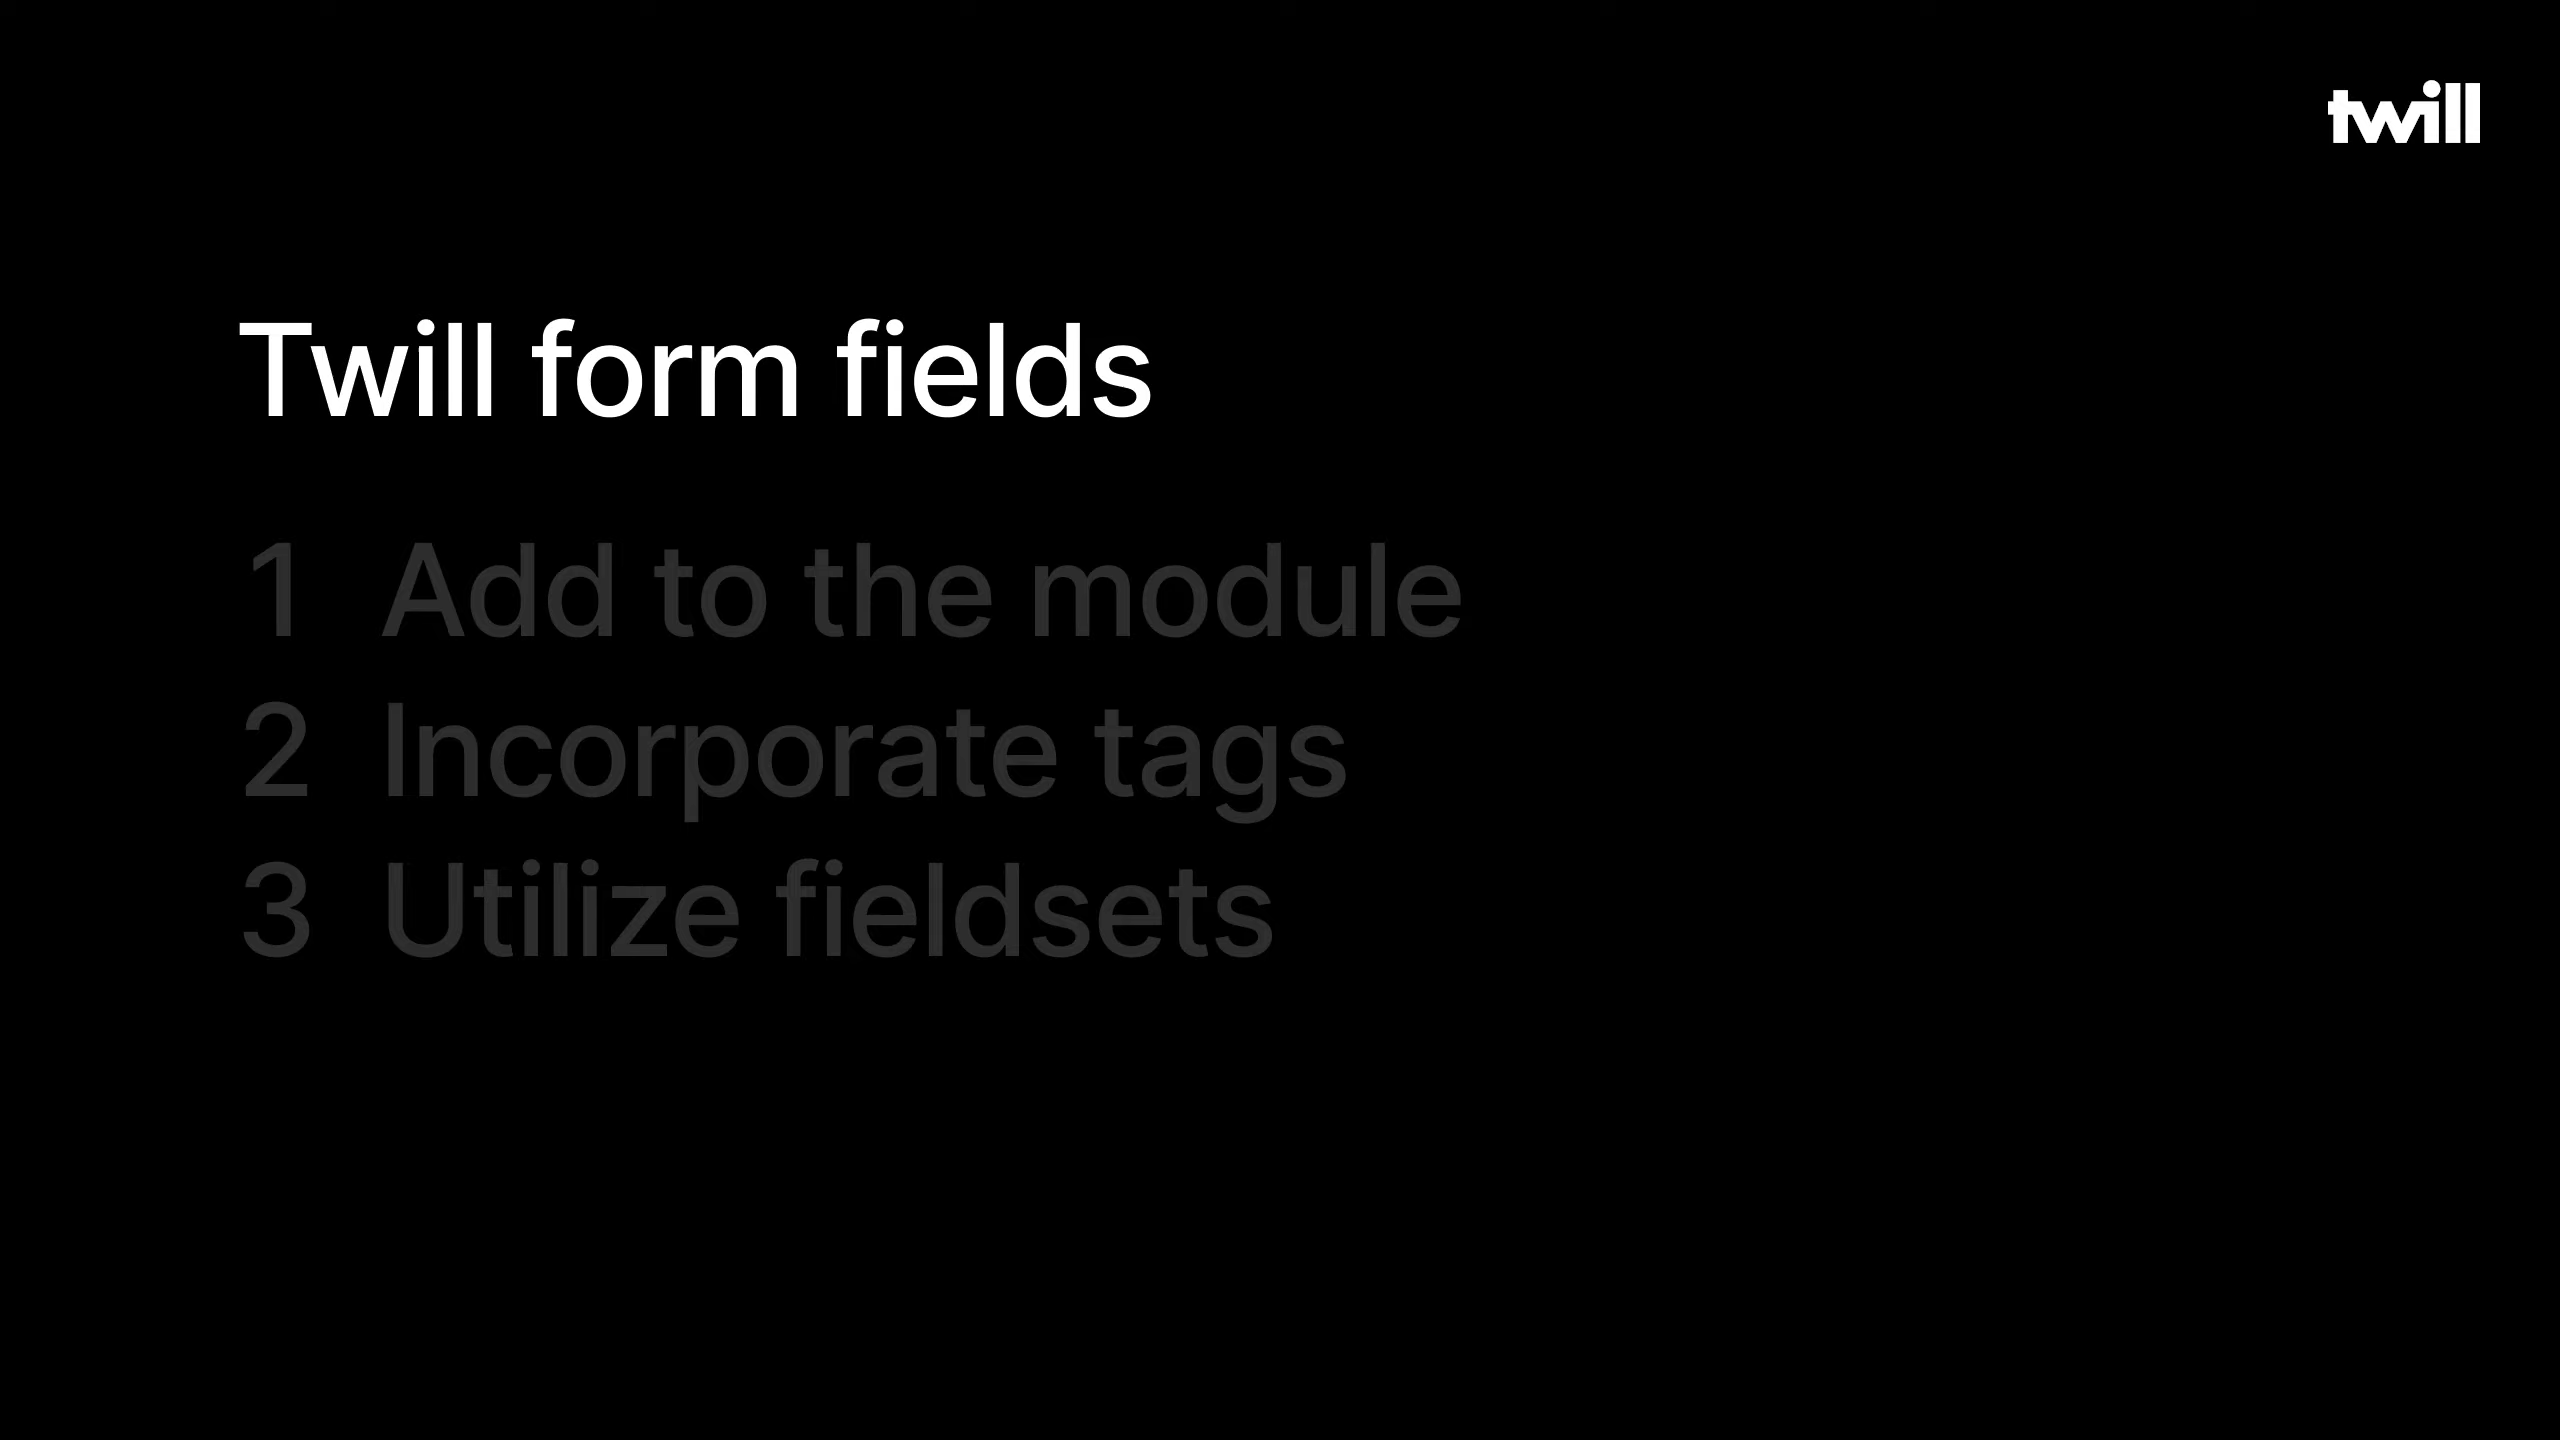 twill
Twill form fields
1 Add to the module
2 Incorporate tags
3 Utilize fieldsets